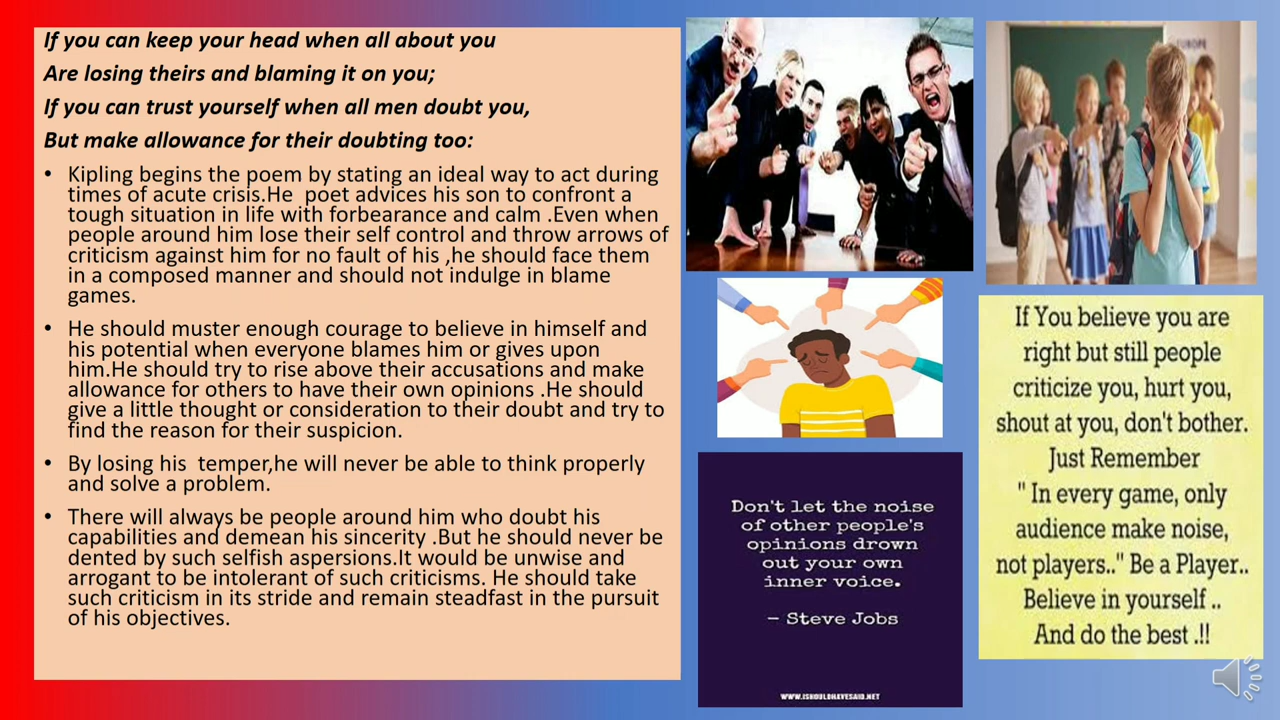 If you can keep your head when all about you
Are losing theirs and blaming it on you;
If you can trust yourself when all men doubt you,
But make allowance for their doubting too:
• Kipling begins the poem by stating an ideal way to act during
times of acute crisis.He  poet advices his son to confront a
tough situation in life with forbearance and calm .Even when
people around him lose their self control and throw arrows of
criticism against him for no fault of his ,he should face them
in a composed manner and should not indulge in blame
games.
• He should muster enough courage to believe in himself and
his potential when everyone blames him or gives upon
him.He should try to rise above their accusations and make
allowance for others to have their own opinions .He should
give a little thought or consideration to their doubt and try to
find the reason for their suspicion.
• By losing his  temper,he will never be able to think properly
and solve a problem.
• There will always be people around him who doubt his
capabilities and demean his sincerity .But he should never be
dented by such selfish aspersions.It would be unwise and
arrogant to be intolerant of such criticisms. He should take
such criticism in its stride and remain steadfast in the pursuit
of his objectives.
EUROPE
Don't let the noise
of other people's
opinions drown
out your own
inner voice.
– Steve Jobs
WWW.ISHOULDHAVESAID.NET
If You believe you are
right but still people
criticize you, hurt you,
shout at you, don't bother.
Just Remember
" In every game, only
audience make noise,
not players.." Be a Player..
Believe in yourself ..
And do the best .!!